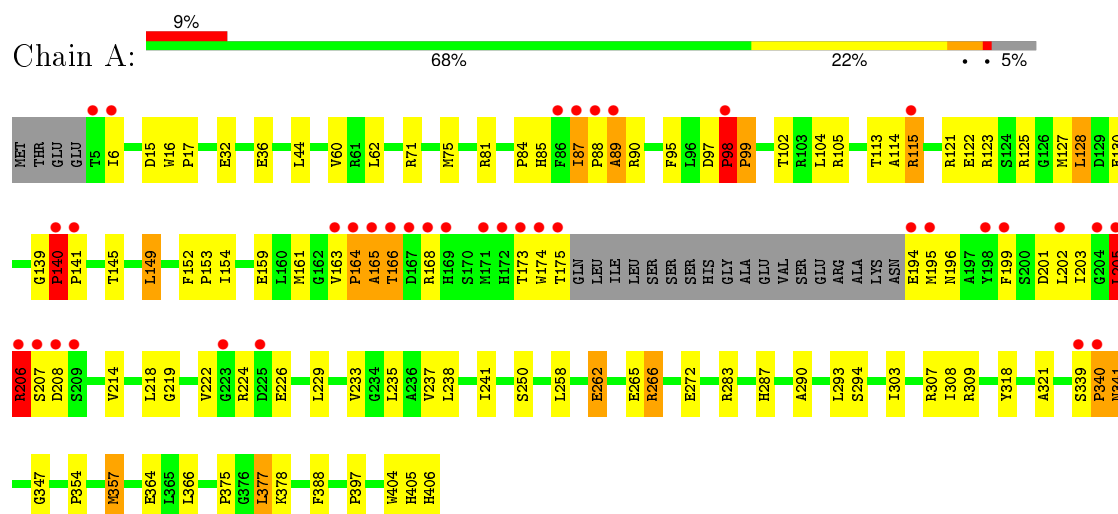 9%
Chain A:
68% 22% • • 5%
MET THR GLU GLU T5 I6 D15 W16 P17 E32 E36 L44 V60 R61 L62 R71 M75 R81 P84 H85 F86 I87 P88 A89 R90 F95 L96 D97 P98 P99 T102 R103 L104 R105 T113 A114 R115 R121 E122 R123 S124 R125 G126 M127 L128 D129
G139 P140 P141 T145 L149 F152 P153 I154 E159 L160 M161 G162 V163 P164 A165 T166 D167 R168 H169 S170 M171 H172 T173 W174 T175 GLN LEU ILE LEU SER SER SER HIS GLY ALA GLU VAL SER GLU ARG ALA ALA LYS ASN E194 M195 N196 A197 Y198 F199 S200 D201 L202 I203 G204 L205
R206 S207 D208 S209 V214 L218 G219 V222 G223 R224 D225 E226 L229 V233 G234 L235 A236 V237 L238 I241 S250 L258 E262 E265 R266 E272 R283 H287 A290 L293 S294 I303 R307 I308 R309 Y318 A321 S339 P340 N341
G347 P354 M357 E364 L365 L366 P375 G376 L377 K378 F388 P397 W404 H405 H406